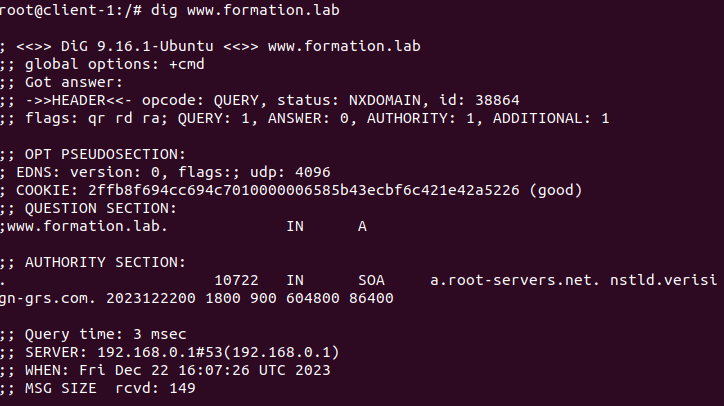 root@client-1:/# dig www.formation.lab
; <<>> DiG 9.16.1-Ubuntu <<>> www.formation.lab
;; global options: +cmd
;; Got answer:
;; ->>HEADER<<- opcode: QUERY, status: NXDOMAIN, id: 38864
;; flags: qr rd ra; QUERY: 1, ANSWER: 0, AUTHORITY: 1, ADDITIONAL: 1
;; OPT PSEUDOSECTION:
; EDNS: version: 0, flags:; udp: 4096
; COOKIE: 2ffb8f694cc694c7010000006585b43ecbf6c421e42a5226 (good)
;; QUESTION SECTION:
;www.formation.lab. IN A
;; AUTHORITY SECTION:
. 10722 IN SOA a.root-servers.net. nstld.verisi
gn-grs.com. 2023122200 1800 900 604800 86400
;; Query time: 3 msec
;; SERVER: 192.168.0.1#53(192.168.0.1)
;; WHEN: Fri Dec 22 16:07:26 UTC 2023
;; MSG SIZE rcvd: 149